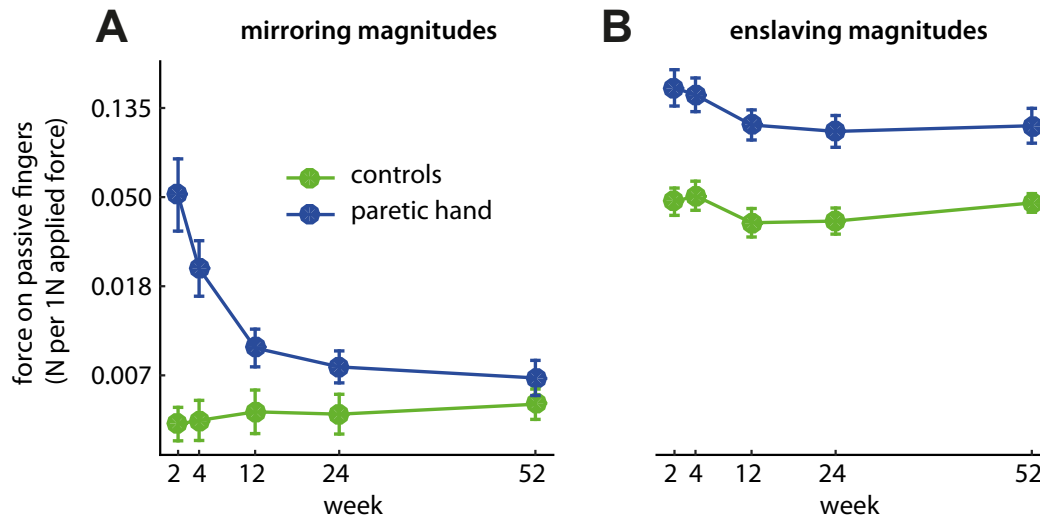 A
mirroring magnitudes
B
enslaving magnitudes
force on passive fingers
(N per 1N applied force)
0.135
0.050
0.018
0.007
controls
paretic hand
2 4 12 24 52
week
2 4 12 24 52
week